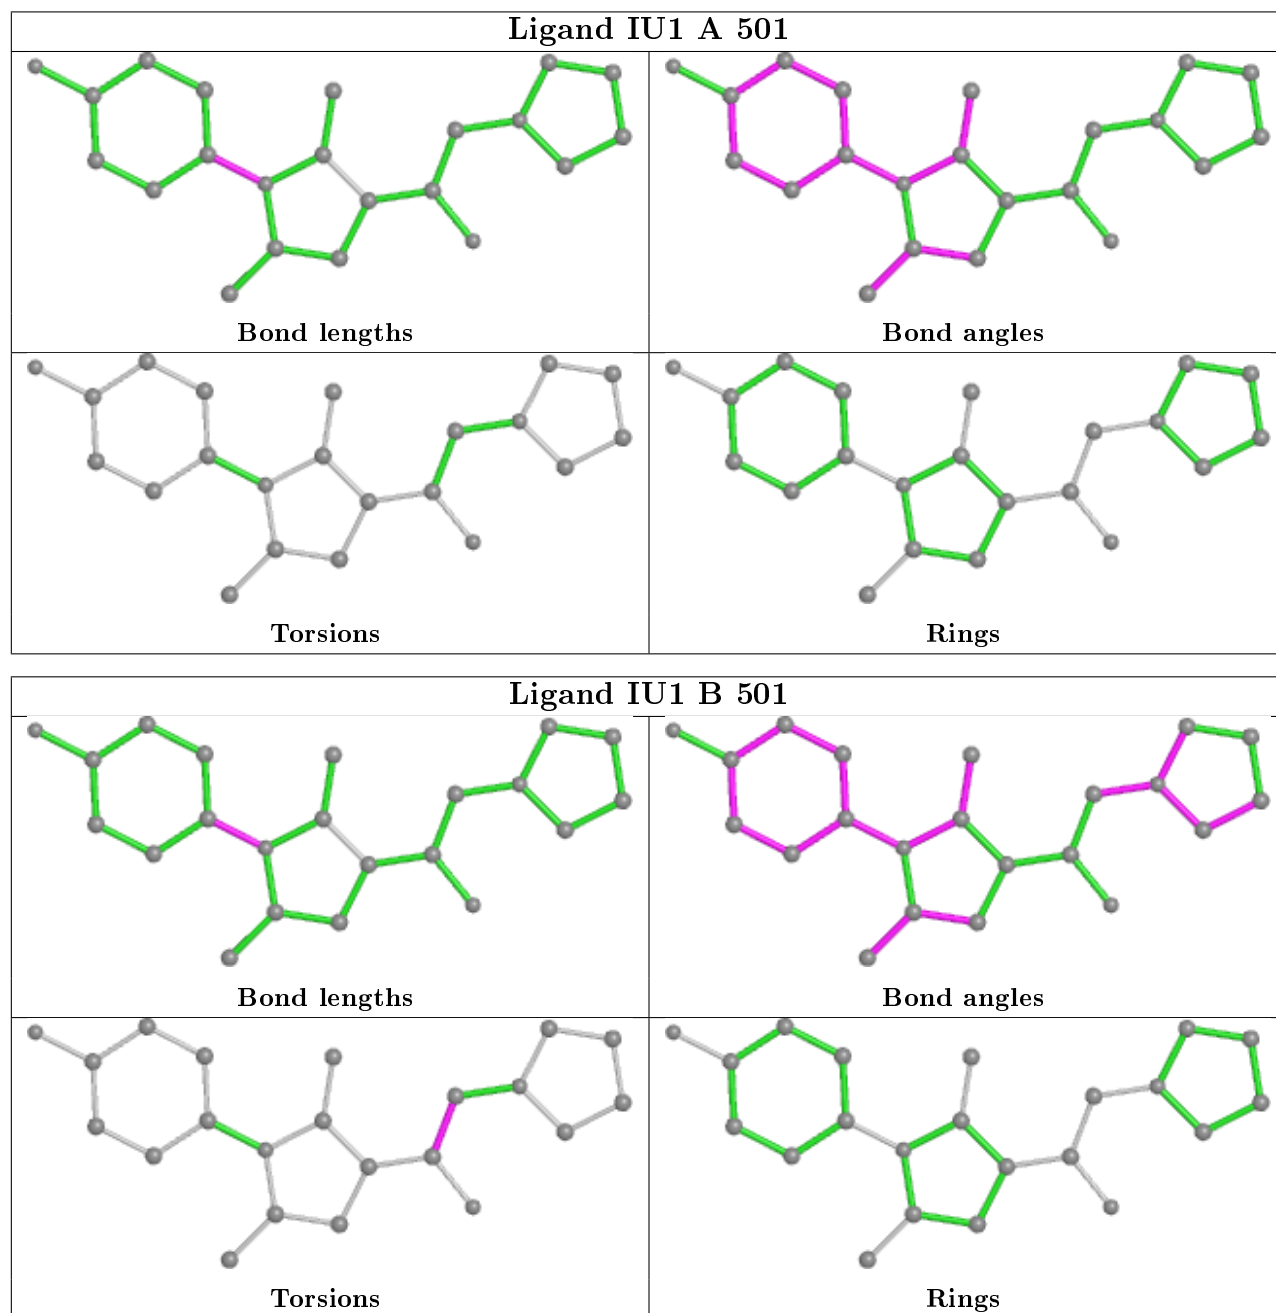 Ligand IU1 A 501
Bond lengths
Bond angles
Torsions
Rings
Ligand IU1 B 501
Bond lengths
Bond angles
Torsions
Rings